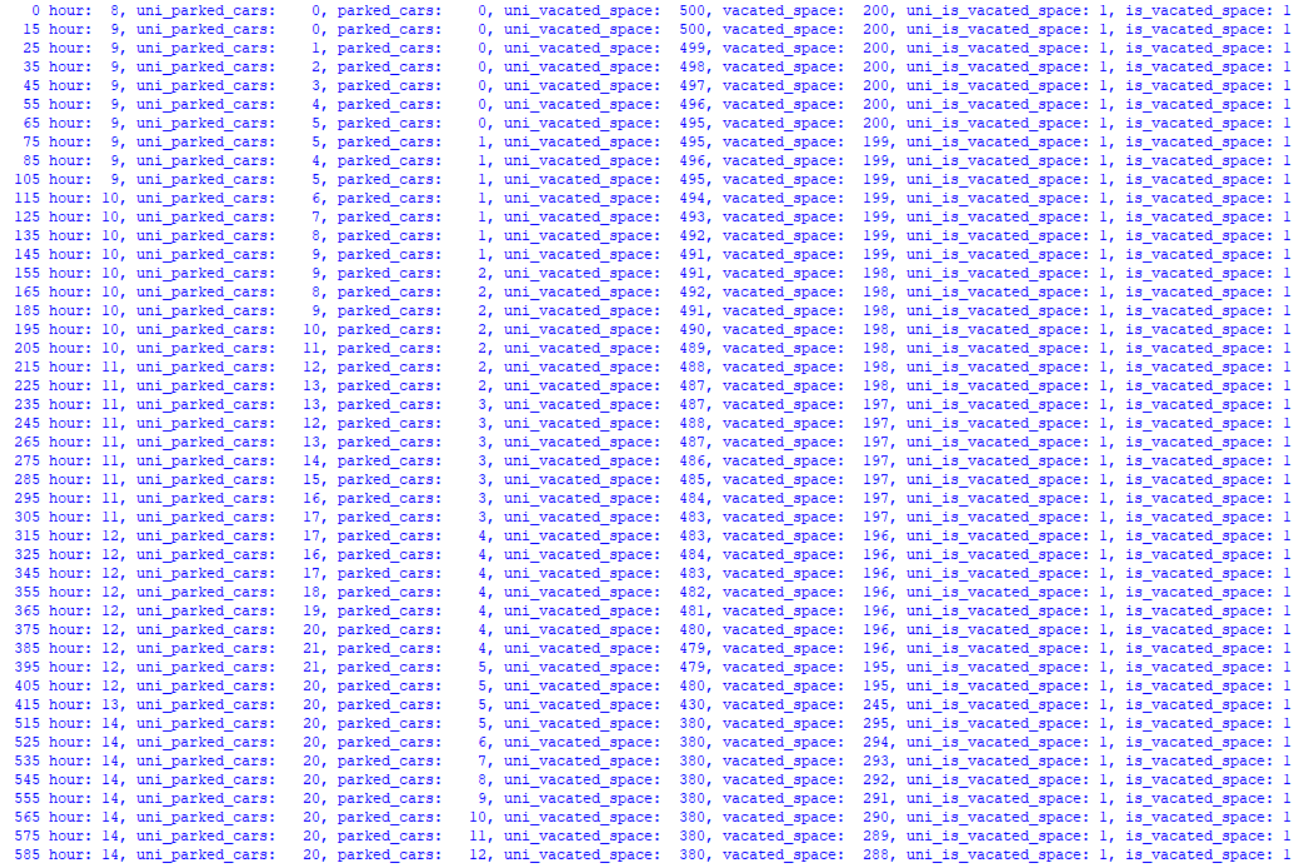 0 hour:  8, uni_parked_cars:    0, parked_cars:    0, uni_vacated_space:  500, vacated_space:  200, uni_is_vacated_space: 1, is_vacated_space: 1
15 hour:  9, uni_parked_cars:    0, parked_cars:    0, uni_vacated_space:  500, vacated_space:  200, uni_is_vacated_space: 1, is_vacated_space: 1
25 hour:  9, uni_parked_cars:    1, parked_cars:    0, uni_vacated_space:  499, vacated_space:  200, uni_is_vacated_space: 1, is_vacated_space: 1
35 hour:  9, uni_parked_cars:    2, parked_cars:    0, uni_vacated_space:  498, vacated_space:  200, uni_is_vacated_space: 1, is_vacated_space: 1
45 hour:  9, uni_parked_cars:    3, parked_cars:    0, uni_vacated_space:  497, vacated_space:  200, uni_is_vacated_space: 1, is_vacated_space: 1
55 hour:  9, uni_parked_cars:    4, parked_cars:    0, uni_vacated_space:  496, vacated_space:  200, uni_is_vacated_space: 1, is_vacated_space: 1
65 hour:  9, uni_parked_cars:    5, parked_cars:    0, uni_vacated_space:  495, vacated_space:  200, uni_is_vacated_space: 1, is_vacated_space: 1
75 hour:  9, uni_parked_cars:    5, parked_cars:    1, uni_vacated_space:  495, vacated_space:  199, uni_is_vacated_space: 1, is_vacated_space: 1
85 hour:  9, uni_parked_cars:    4, parked_cars:    1, uni_vacated_space:  496, vacated_space:  199, uni_is_vacated_space: 1, is_vacated_space: 1
105 hour:  9, uni_parked_cars:    5, parked_cars:    1, uni_vacated_space:  495, vacated_space:  199, uni_is_vacated_space: 1, is_vacated_space: 1
115 hour: 10, uni_parked_cars:    6, parked_cars:    1, uni_vacated_space:  494, vacated_space:  199, uni_is_vacated_space: 1, is_vacated_space: 1
125 hour: 10, uni_parked_cars:    7, parked_cars:    1, uni_vacated_space:  493, vacated_space:  199, uni_is_vacated_space: 1, is_vacated_space: 1
135 hour: 10, uni_parked_cars:    8, parked_cars:    1, uni_vacated_space:  492, vacated_space:  199, uni_is_vacated_space: 1, is_vacated_space: 1
145 hour: 10, uni_parked_cars:    9, parked_cars:    1, uni_vacated_space:  491, vacated_space:  199, uni_is_vacated_space: 1, is_vacated_space: 1
155 hour: 10, uni_parked_cars:    9, parked_cars:    2, uni_vacated_space:  491, vacated_space:  198, uni_is_vacated_space: 1, is_vacated_space: 1
165 hour: 10, uni_parked_cars:    8, parked_cars:    2, uni_vacated_space:  492, vacated_space:  198, uni_is_vacated_space: 1, is_vacated_space: 1
185 hour: 10, uni_parked_cars:    9, parked_cars:    2, uni_vacated_space:  491, vacated_space:  198, uni_is_vacated_space: 1, is_vacated_space: 1
195 hour: 10, uni_parked_cars:   10, parked_cars:    2, uni_vacated_space:  490, vacated_space:  198, uni_is_vacated_space: 1, is_vacated_space: 1
205 hour: 10, uni_parked_cars:   11, parked_cars:    2, uni_vacated_space:  489, vacated_space:  198, uni_is_vacated_space: 1, is_vacated_space: 1
215 hour: 11, uni_parked_cars:   12, parked_cars:    2, uni_vacated_space:  488, vacated_space:  198, uni_is_vacated_space: 1, is_vacated_space: 1
225 hour: 11, uni_parked_cars:   13, parked_cars:    2, uni_vacated_space:  487, vacated_space:  198, uni_is_vacated_space: 1, is_vacated_space: 1
235 hour: 11, uni_parked_cars:   13, parked_cars:    3, uni_vacated_space:  487, vacated_space:  197, uni_is_vacated_space: 1, is_vacated_space: 1
245 hour: 11, uni_parked_cars:   12, parked_cars:    3, uni_vacated_space:  488, vacated_space:  197, uni_is_vacated_space: 1, is_vacated_space: 1
265 hour: 11, uni_parked_cars:   13, parked_cars:    3, uni_vacated_space:  487, vacated_space:  197, uni_is_vacated_space: 1, is_vacated_space: 1
275 hour: 11, uni_parked_cars:   14, parked_cars:    3, uni_vacated_space:  486, vacated_space:  197, uni_is_vacated_space: 1, is_vacated_space: 1
285 hour: 11, uni_parked_cars:   15, parked_cars:    3, uni_vacated_space:  485, vacated_space:  197, uni_is_vacated_space: 1, is_vacated_space: 1
295 hour: 11, uni_parked_cars:   16, parked_cars:    3, uni_vacated_space:  484, vacated_space:  197, uni_is_vacated_space: 1, is_vacated_space: 1
305 hour: 11, uni_parked_cars:   17, parked_cars:    3, uni_vacated_space:  483, vacated_space:  197, uni_is_vacated_space: 1, is_vacated_space: 1
315 hour: 12, uni_parked_cars:   17, parked_cars:    4, uni_vacated_space:  483, vacated_space:  196, uni_is_vacated_space: 1, is_vacated_space: 1
325 hour: 12, uni_parked_cars:   16, parked_cars:    4, uni_vacated_space:  484, vacated_space:  196, uni_is_vacated_space: 1, is_vacated_space: 1
345 hour: 12, uni_parked_cars:   17, parked_cars:    4, uni_vacated_space:  483, vacated_space:  196, uni_is_vacated_space: 1, is_vacated_space: 1
355 hour: 12, uni_parked_cars:   18, parked_cars:    4, uni_vacated_space:  482, vacated_space:  196, uni_is_vacated_space: 1, is_vacated_space: 1
365 hour: 12, uni_parked_cars:   19, parked_cars:    4, uni_vacated_space:  481, vacated_space:  196, uni_is_vacated_space: 1, is_vacated_space: 1
375 hour: 12, uni_parked_cars:   20, parked_cars:    4, uni_vacated_space:  480, vacated_space:  196, uni_is_vacated_space: 1, is_vacated_space: 1
385 hour: 12, uni_parked_cars:   21, parked_cars:    4, uni_vacated_space:  479, vacated_space:  196, uni_is_vacated_space: 1, is_vacated_space: 1
395 hour: 12, uni_parked_cars:   21, parked_cars:    5, uni_vacated_space:  479, vacated_space:  195, uni_is_vacated_space: 1, is_vacated_space: 1
405 hour: 12, uni_parked_cars:   20, parked_cars:    5, uni_vacated_space:  480, vacated_space:  195, uni_is_vacated_space: 1, is_vacated_space: 1
415 hour: 13, uni_parked_cars:   20, parked_cars:    5, uni_vacated_space:  430, vacated_space:  245, uni_is_vacated_space: 1, is_vacated_space: 1
515 hour: 14, uni_parked_cars:   20, parked_cars:    5, uni_vacated_space:  380, vacated_space:  295, uni_is_vacated_space: 1, is_vacated_space: 1
525 hour: 14, uni_parked_cars:   20, parked_cars:    6, uni_vacated_space:  380, vacated_space:  294, uni_is_vacated_space: 1, is_vacated_space: 1
535 hour: 14, uni_parked_cars:   20, parked_cars:    7, uni_vacated_space:  380, vacated_space:  293, uni_is_vacated_space: 1, is_vacated_space: 1
545 hour: 14, uni_parked_cars:   20, parked_cars:    8, uni_vacated_space:  380, vacated_space:  292, uni_is_vacated_space: 1, is_vacated_space: 1
555 hour: 14, uni_parked_cars:   20, parked_cars:    9, uni_vacated_space:  380, vacated_space:  291, uni_is_vacated_space: 1, is_vacated_space: 1
565 hour: 14, uni_parked_cars:   20, parked_cars:   10, uni_vacated_space:  380, vacated_space:  290, uni_is_vacated_space: 1, is_vacated_space: 1
575 hour: 14, uni_parked_cars:   20, parked_cars:   11, uni_vacated_space:  380, vacated_space:  289, uni_is_vacated_space: 1, is_vacated_space: 1
585 hour: 14, uni_parked_cars:   20, parked_cars:   12, uni_vacated_space:  380, vacated_space:  288, uni_is_vacated_space: 1, is_vacated_space: 1